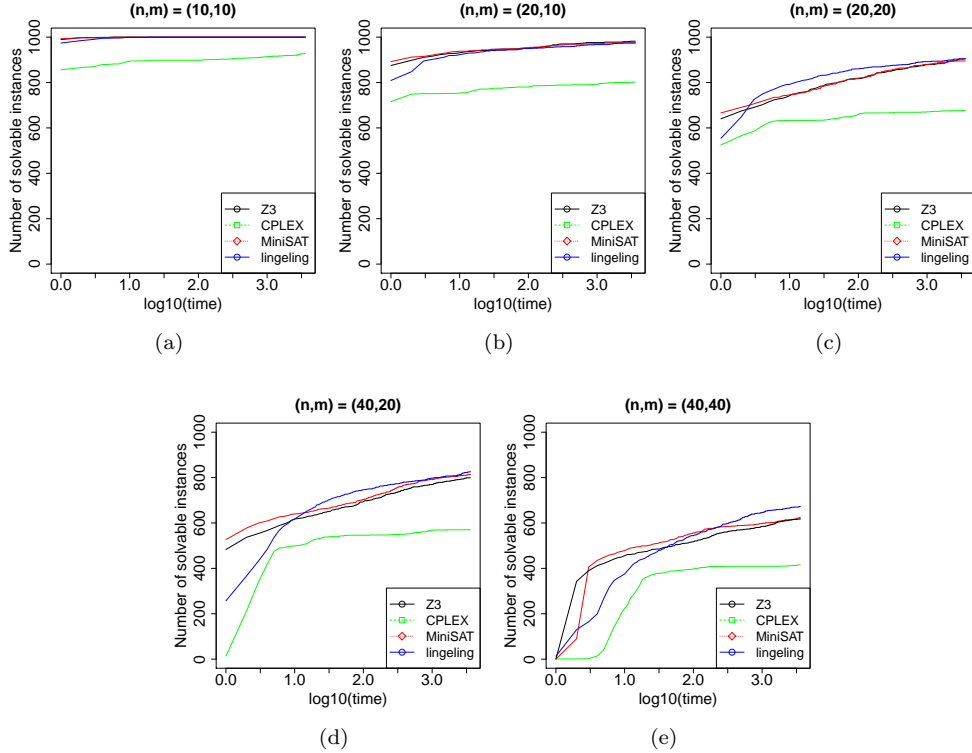 (n,m) = (10,10)
Number of solvable instances
0 200 400 600 800 1000
Z3
CPLEX
MiniSAT
lingeling
0.0 1.0 2.0 3.0
log10(time)
(a)
(n,m) = (20,10)
Number of solvable instances
0 200 400 600 800 1000
Z3
CPLEX
MiniSAT
lingeling
0.0 1.0 2.0 3.0
log10(time)
(b)
(n,m) = (20,20)
Number of solvable instances
0 200 400 600 800 1000
Z3
CPLEX
MiniSAT
lingeling
0.0 1.0 2.0 3.0
log10(time)
(c)
(n,m) = (40,20)
Number of solvable instances
0 200 400 600 800 1000
Z3
CPLEX
MiniSAT
lingeling
0.0 1.0 2.0 3.0
log10(time)
(d)
(n,m) = (40,40)
Number of solvable instances
0 200 400 600 800 1000
Z3
CPLEX
MiniSAT
lingeling
0.0 1.0 2.0 3.0
log10(time)
(e)